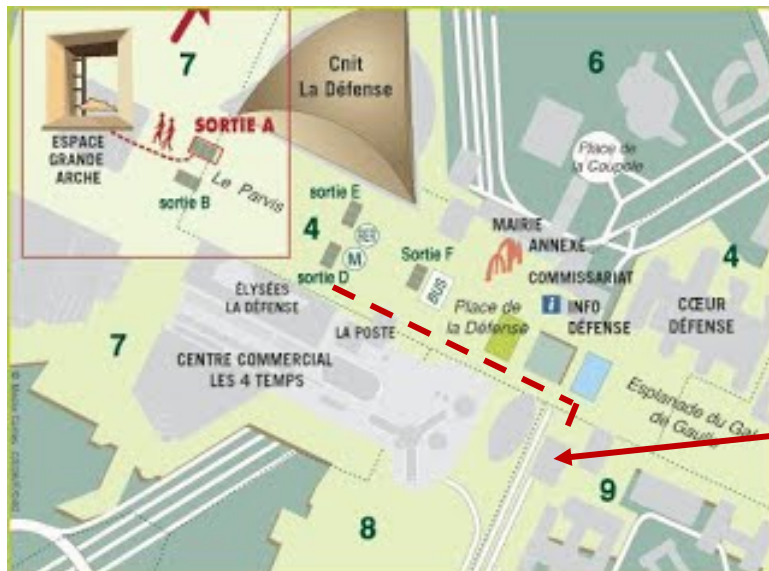 7
Cnit
La Défense
6
ESPACE
GRANDE
ARCHE
SORTIE A
sortie B
Le Parvis
Place de
la Coupole
sortie E
4
RER
M
sortie D
Sortie F
BUS
MAIRIE
ANNEXE
COMMISSARIAT
i INFO
DÉFENSE
4
CŒUR
DÉFENSE
ÉLYSÉES
LA DÉFENSE
Place de
la Défense
LA POSTE
7
CENTRE COMMERCIAL
LES 4 TEMPS
Esplanade du Gal
de Gaulle
9
8